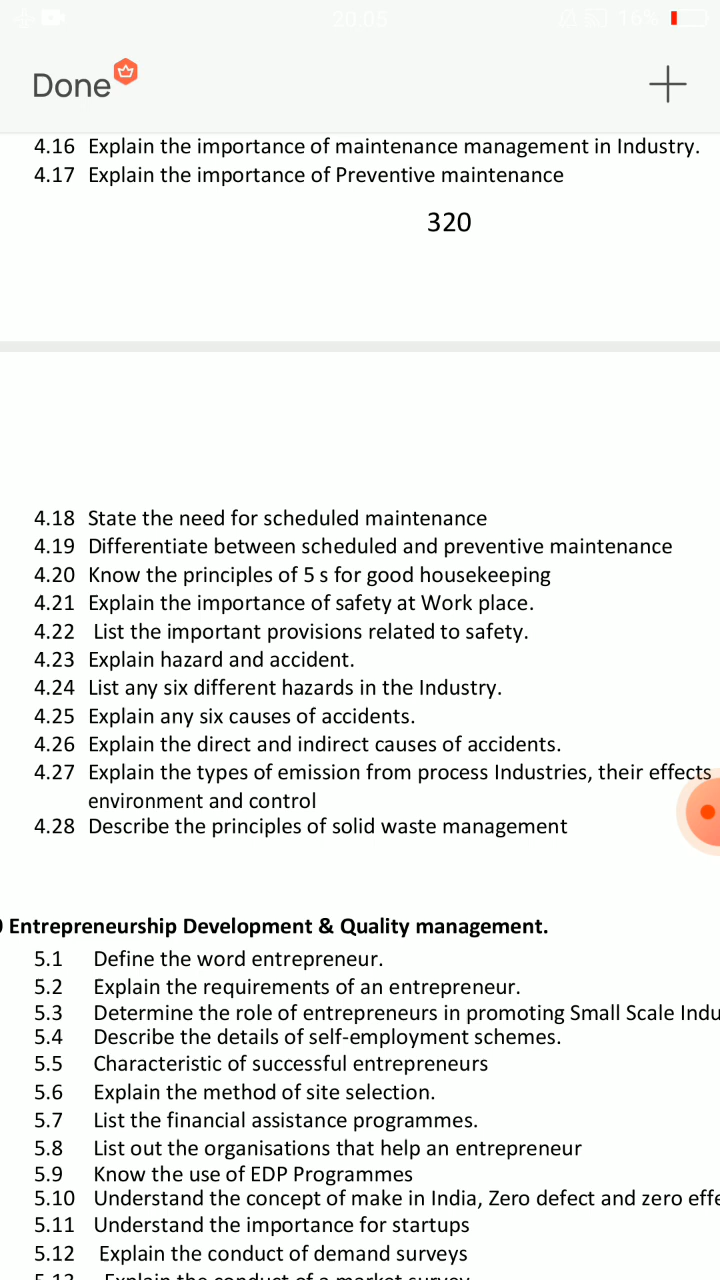 20:05
16%
Done
4.16 Explain the importance of maintenance management in Industry.
4.17 Explain the importance of Preventive maintenance
320
4.18 State the need for scheduled maintenance
4.19 Differentiate between scheduled and preventive maintenance
4.20 Know the principles of 5 s for good housekeeping
4.21 Explain the importance of safety at Work place.
4.22 List the important provisions related to safety.
4.23 Explain hazard and accident.
4.24 List any six different hazards in the Industry.
4.25 Explain any six causes of accidents.
4.26 Explain the direct and indirect causes of accidents.
4.27 Explain the types of emission from process Industries, their effects
environment and control
4.28 Describe the principles of solid waste management
Entrepreneurship Development & Quality management.
5.1 Define the word entrepreneur.
5.2 Explain the requirements of an entrepreneur.
5.3 Determine the role of entrepreneurs in promoting Small Scale Indu
5.4 Describe the details of self-employment schemes.
5.5 Characteristic of successful entrepreneurs
5.6 Explain the method of site selection.
5.7 List the financial assistance programmes.
5.8 List out the organisations that help an entrepreneur
5.9 Know the use of EDP Programmes
5.10 Understand the concept of make in India, Zero defect and zero effe
5.11 Understand the importance for startups
5.12 Explain the conduct of demand surveys
5.13 Explain the conduct of a market survey